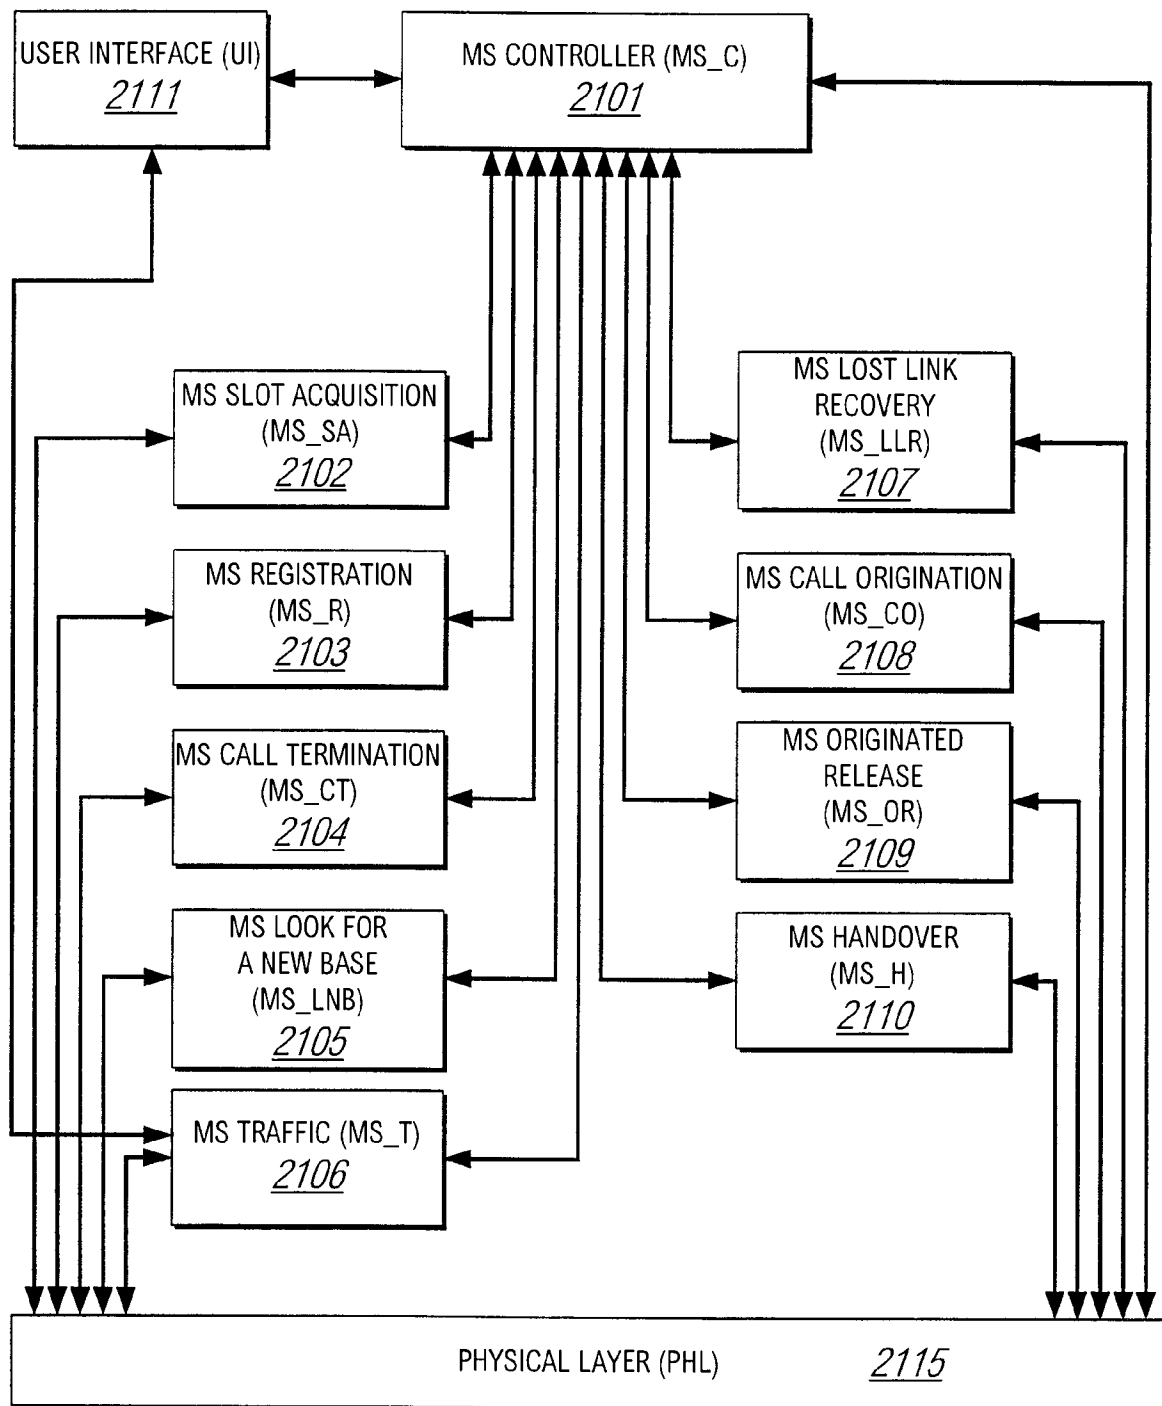 USER INTERFACE (UI)
2111
MS CONTROLLER (MS_C)
2101
MS SLOT ACQUISITION
(MS_SA)
2102
MS REGISTRATION
(MS_R)
2103
MS CALL TERMINATION
(MS_CT)
2104
MS LOOK FOR
A NEW BASE
(MS_LNB)
2105
MS TRAFFIC (MS_T)
2106
MS LOST LINK
RECOVERY
(MS_LLR)
2107
MS CALL ORIGINATION
(MS_CO)
2108
MS ORIGINATED
RELEASE
(MS_OR)
2109
MS HANDOVER
(MS_H)
2110
PHYSICAL LAYER (PHL) 2115